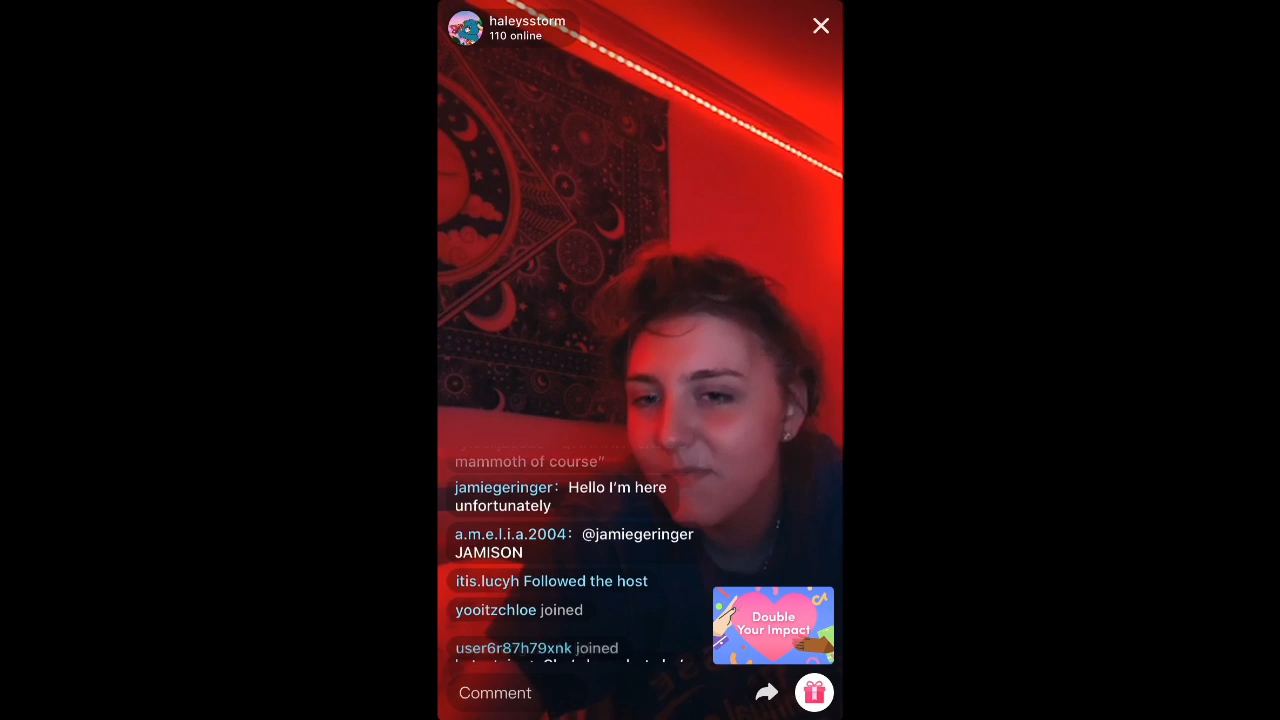 haleysstorm
110 online
mammoth of course”
jamiegeringer: Hello I’m here
unfortunately
a.m.e.l.i.a.2004: @jamiegeringer
JAMISON
itis.lucyh Followed the host
yooitzchloe joined
user6r87h79xnk joined
Double
Your Impact
Comment